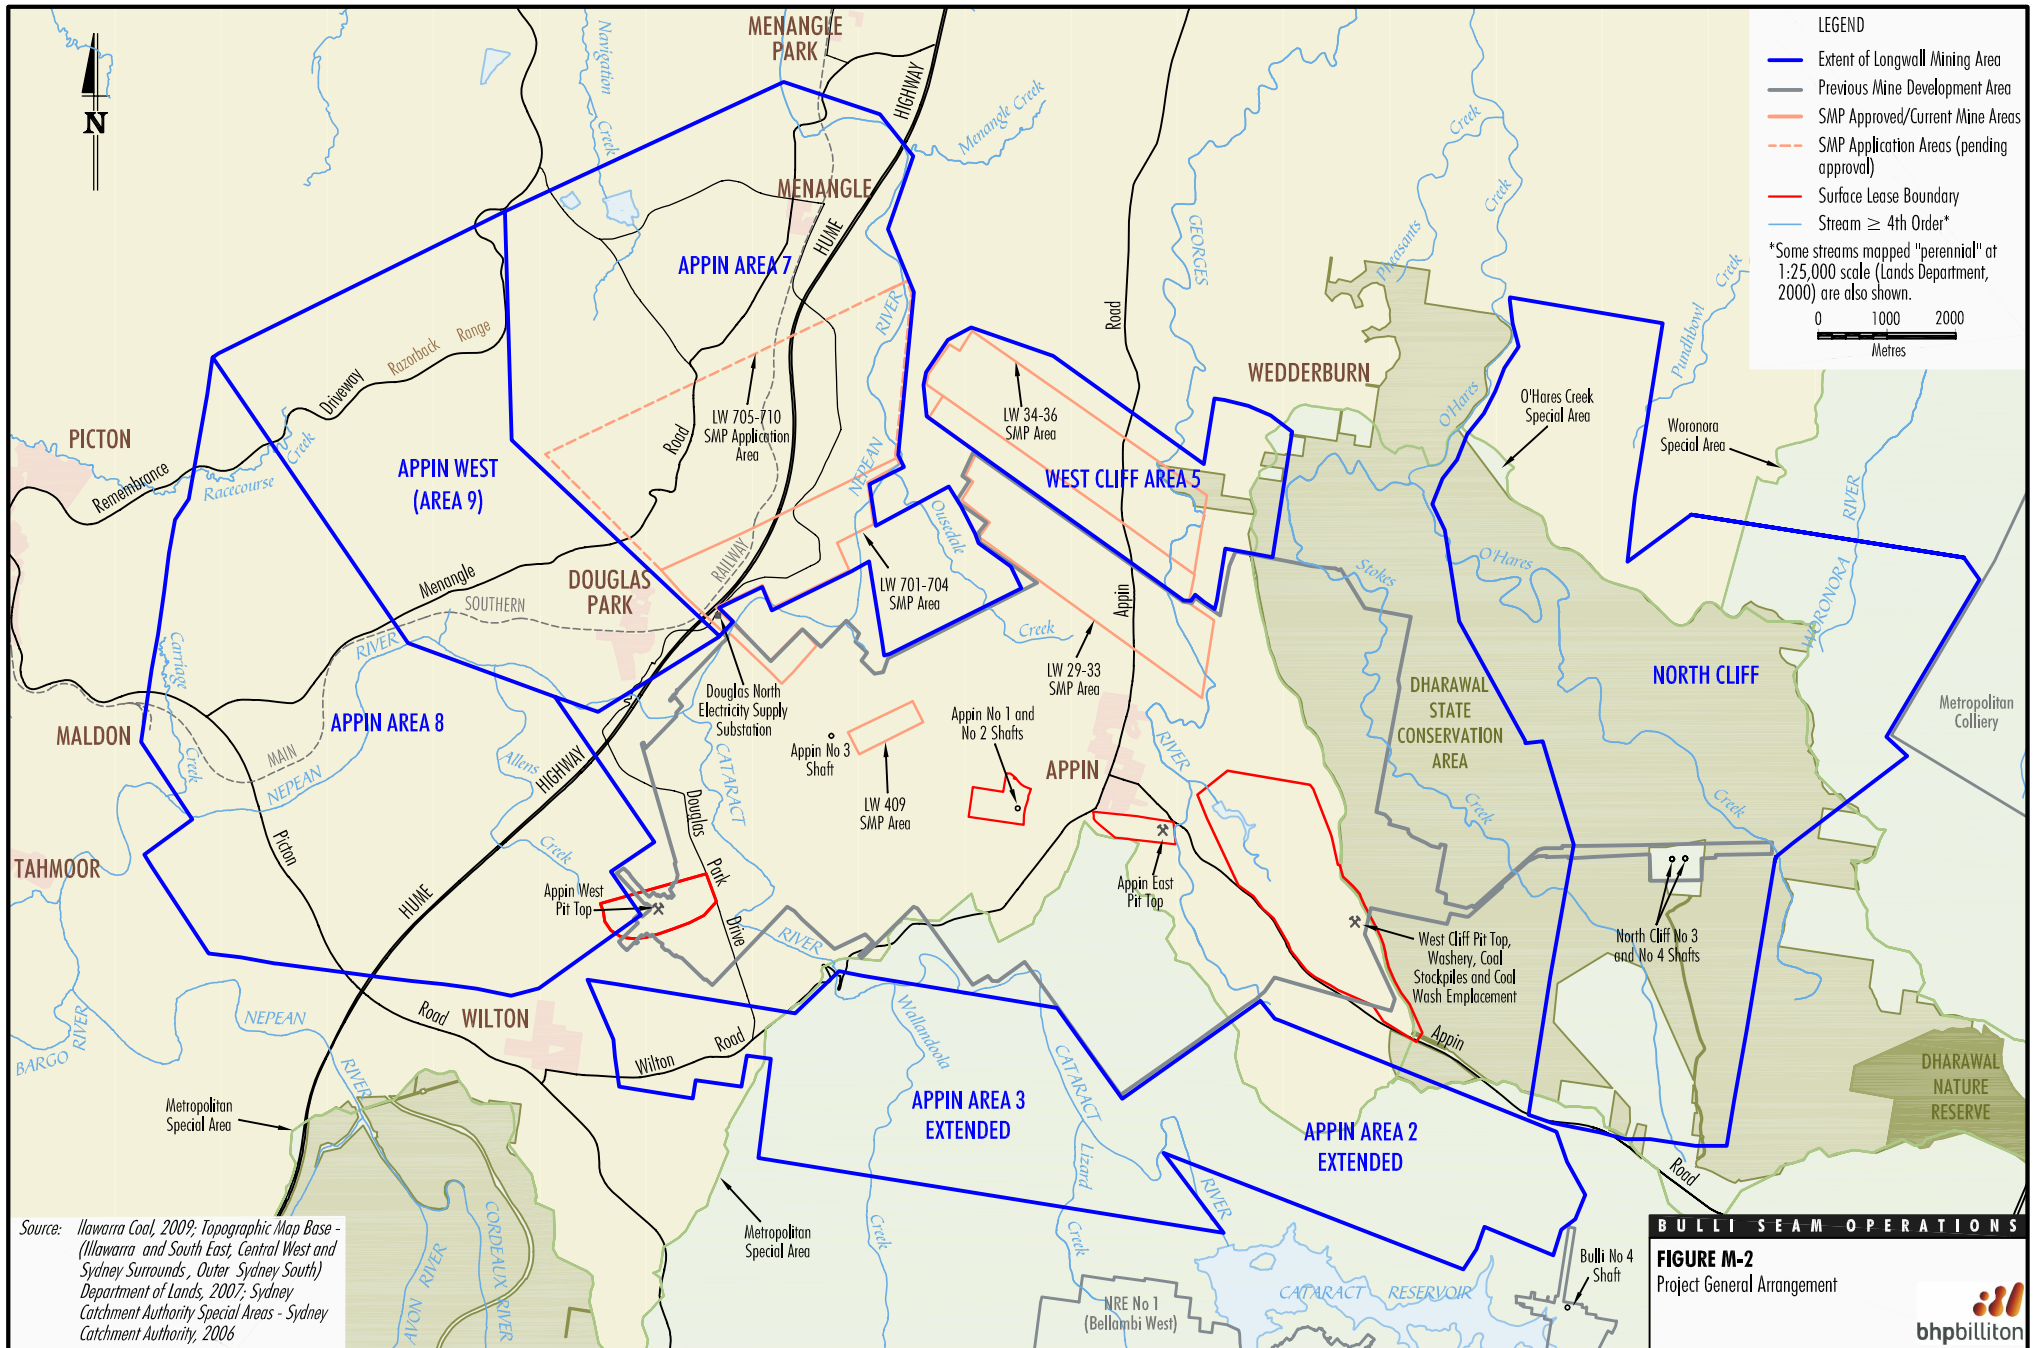 LEGEND
Extent of Longwall Mining Area
Previous Mine Development Area
SMP Approved/Current Mine Areas
SMP Application Areas (pending
approval)
Surface Lease Boundary
Stream ≥ 4th Order*
*Some streams mapped "perennial" at
1:25,000 scale (Lands Department,
2000) are also shown.
0 1000 2000
Metres
N
MENANGLE
PARK
Navigation
Creek
HIGHWAY
Menangle Creek
MENANGLE
HUME
APPIN AREA 7
RIVER
GEORGES
Road
Pheasants
Creek
Creek
Pundhbowl
Creek
Razorback Range
Driveway
PICTON
Remembrance
Racecourse
Creek
APPIN WEST
(AREA 9)
LW 705-710
SMP Application
Area
Road
NEPEAN
LW 34-36
SMP Area
WEDDERBURN
O'Hares
O'Hares Creek
Special Area
Woronora
Special Area
WEST CLIFF AREA 5
Ousedale
RIVER
RAILWAY
DOUGLAS
PARK
Menangle
SOUTHERN
LW 701-704
SMP Area
Creek
Appin
Stokes
O'Hares
WORONORA
Carriage
Creek
RIVER
LW 29-33
SMP Area
DHARAWAL
STATE
CONSERVATION
AREA
NORTH CLIFF
Metropolitan
Colliery
Douglas North
Electricity Supply
Substation
MALDON
APPIN AREA 8
MAIN
NEPEAN
Allens
Creek
HIGHWAY
CATARACT
Appin No 3
Shaft
Appin No 1 and
No 2 Shafts
APPIN
RIVER
LW 409
SMP Area
Douglas
Park
Drive
Creek
Creek
TAHMOOR
Picton
HUME
Appin West
Pit Top
Appin East
Pit Top
West Cliff Pit Top,
Washery, Coal
Stockpiles and Coal
Wash Emplacement
North Cliff No 3
and No 4 Shafts
RIVER
WILTON
Road
Wilton
Road
Wallandoola
Creek
CATARACT
RIVER
Lizard
Creek
Appin
Road
BARGO
RIVER
NEPEAN
RIVER
APPIN AREA 3
EXTENDED
APPIN AREA 2
EXTENDED
DHARAWAL
NATURE
RESERVE
Metropolitan
Special Area
Metropolitan
Special Area
AVON RIVER
CORDEAUX RIVER
NRE No 1
(Bellambi West)
CATARACT RESERVOIR
Bulli No 4
Shaft
Source: Ilawarra Coal, 2009; Topographic Map Base -
(Illawarra and South East, Central West and
Sydney Surrounds, Outer Sydney South)
Department of Lands, 2007; Sydney
Catchment Authority Special Areas - Sydney
Catchment Authority, 2006
BULLI SEAM OPERATIONS
FIGURE M-2
Project General Arrangement
bhpbilliton